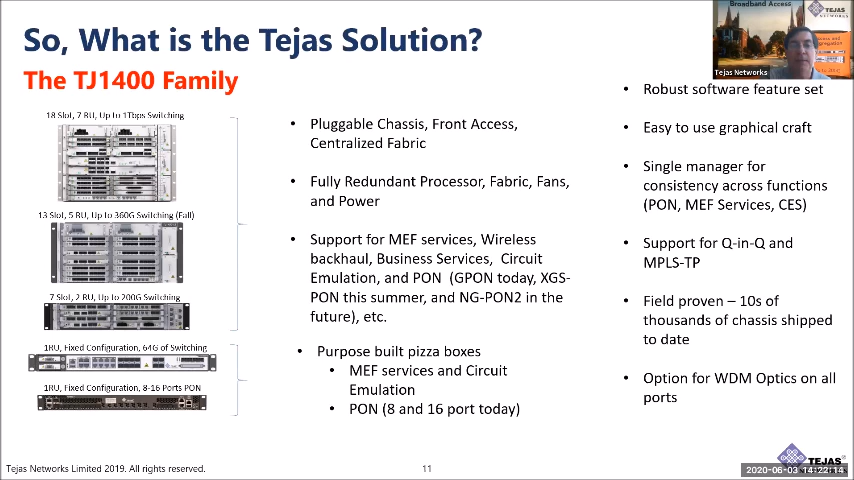 So, What is the Tejas Solution?
The TJ1400 Family
18 Slot, 7 RU, Up to 1Tbps Switching
13 Slot, 5 RU, Up to 360G Switching (Fall)
7 Slot, 2 RU, Up to 200G Switching
1RU, Fixed Configuration, 64G of Switching
1RU, Fixed Configuration, 8-16 Ports PON
• Pluggable Chassis, Front Access,
Centralized Fabric
• Fully Redundant Processor, Fabric, Fans,
and Power
• Support for MEF services, Wireless
backhaul, Business Services, Circuit
Emulation, and PON (GPON today, XGS-
PON this summer, and NG-PON2 in the
future), etc.
• Purpose built pizza boxes
• MEF services and Circuit
Emulation
• PON (8 and 16 port today)
Broadband Access
TEJAS
NETWORKS
Tejas Networks
• Robust software feature set
• Easy to use graphical craft
• Single manager for
consistency across functions
(PON, MEF Services, CES)
• Support for Q-in-Q and
MPLS-TP
• Field proven – 10s of
thousands of chassis shipped
to date
• Option for WDM Optics on all
ports
Tejas Networks Limited 2019. All rights reserved.
11
TEJAS
2020-06-03 14:22:14